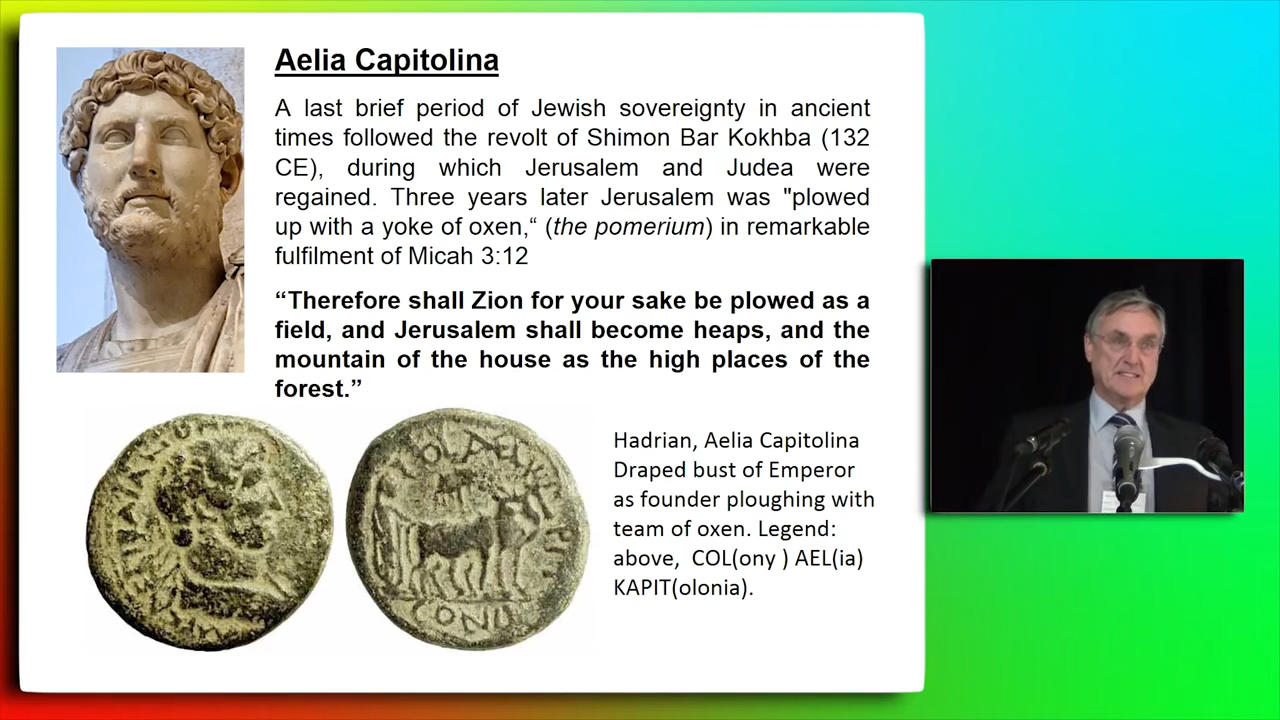 Aelia Capitolina
A last brief period of Jewish sovereignty in ancient
times followed the revolt of Shimon Bar Kokhba (132
CE), during which Jerusalem and Judea were
regained. Three years later Jerusalem was "plowed
up with a yoke of oxen,“ (the pomerium) in remarkable
fulfilment of Micah 3:12
“Therefore shall Zion for your sake be plowed as a
field, and Jerusalem shall become heaps, and the
mountain of the house as the high places of the
forest.”
Hadrian, Aelia Capitolina
Draped bust of Emperor
as founder ploughing with
team of oxen. Legend:
above,  COL(ony ) AEL(ia)
KAPIT(olonia).